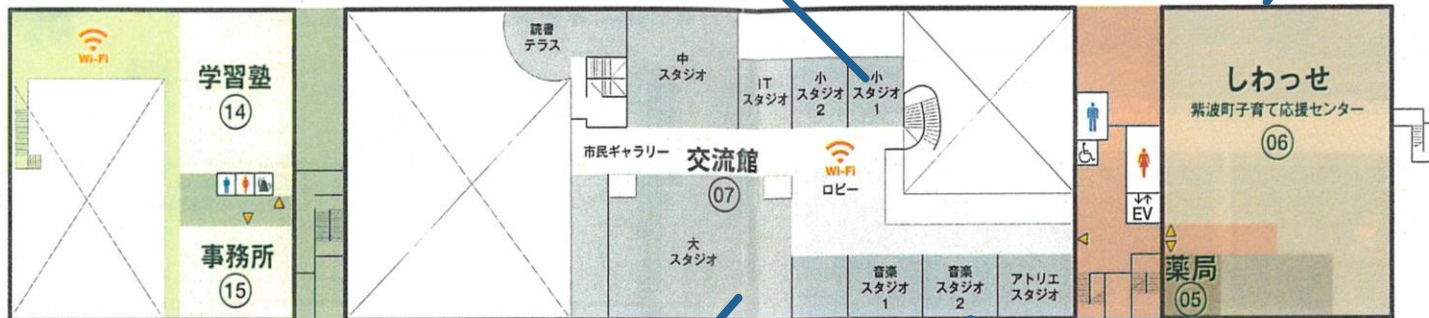 Wi-Fi
学習塾
14
事務所
15
読書
テラス
中
スタジオ
IT
スタジオ
小
スタジオ
2
小
スタジオ
1
市民ギャラリー
交流館
07
Wi-Fi
ロビー
大
スタジオ
音楽
スタジオ
1
音楽
スタジオ
2
アトリエ
スタジオ
EV
しわっせ
紫波町子育て応援センター
06
薬局
05